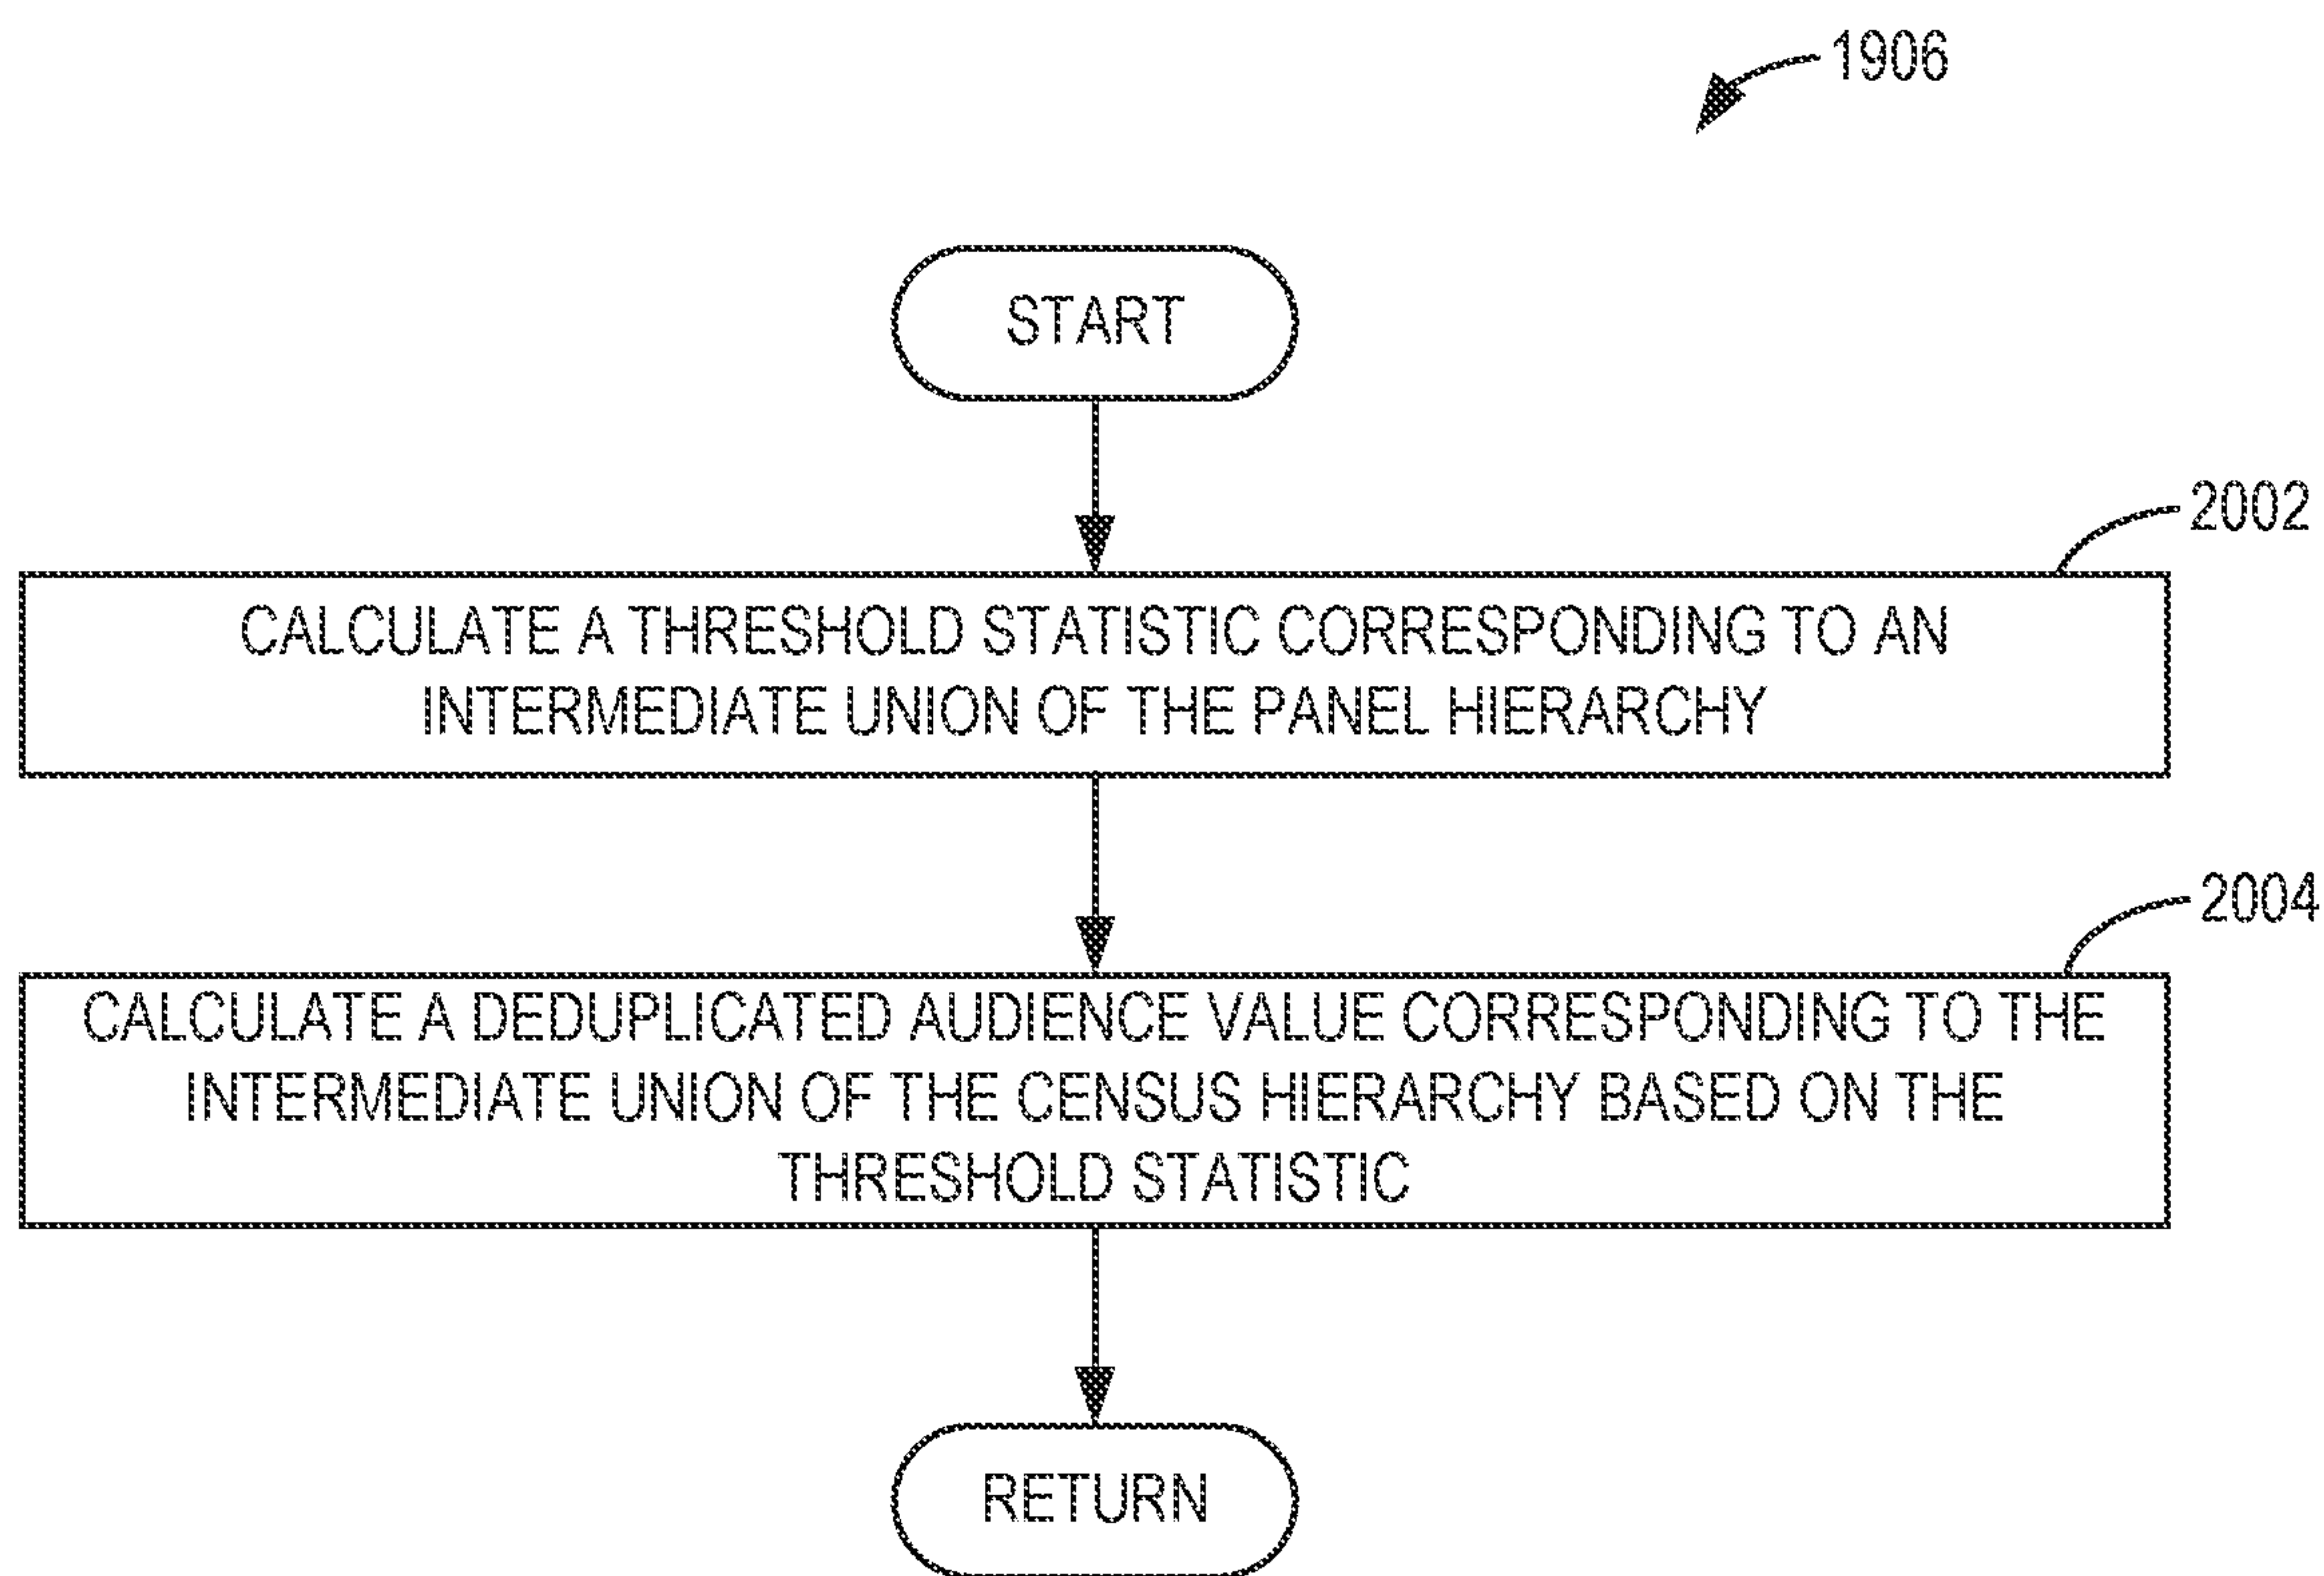 1906
START
2002
CALCULATE A THRESHOLD STATISTIC CORRESPONDING TO AN
INTERMEDIATE UNION OF THE PANEL HIERARCHY
2004
CALCULATE A DEDUPLICATED AUDIENCE VALUE CORRESPONDING TO THE
INTERMEDIATE UNION OF THE CENSUS HIERARCHY BASED ON THE
THRESHOLD STATISTIC
RETURN